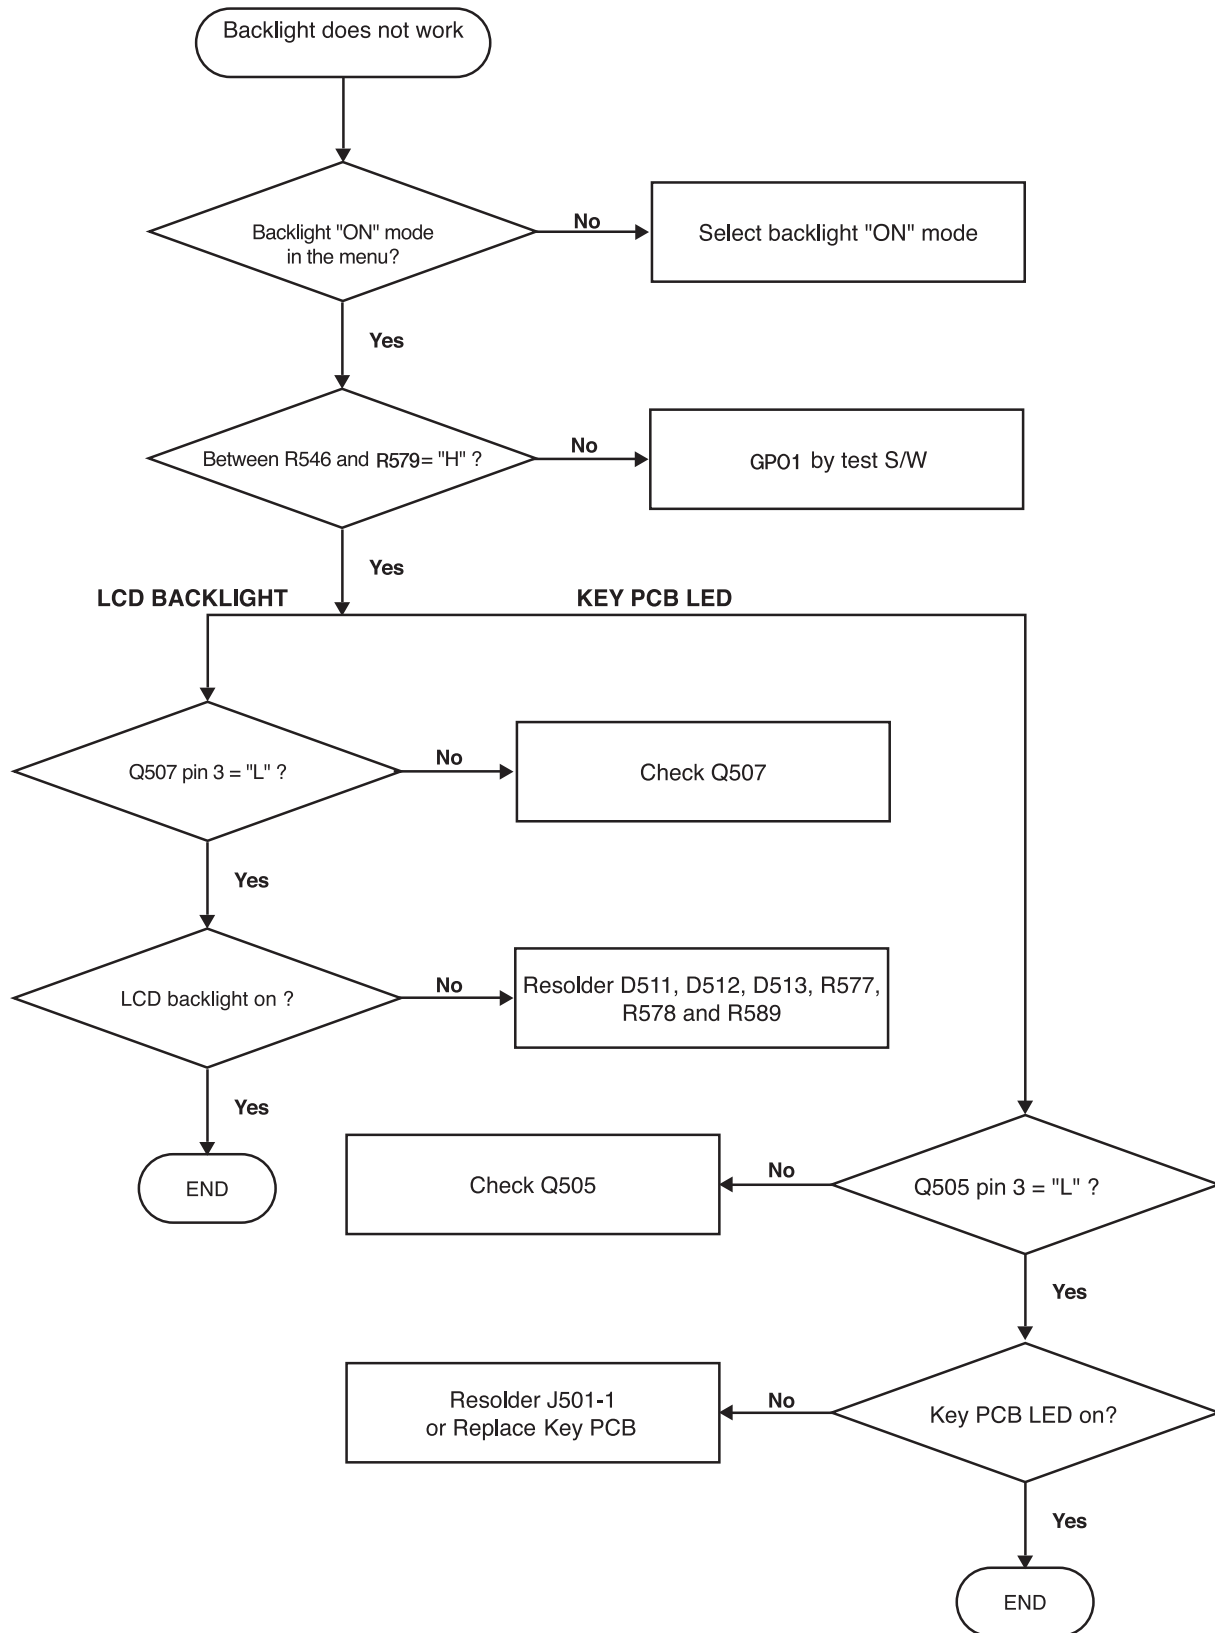 Backlight does not work
Backlight "ON" mode
in the menu?
No
Select backlight "ON" mode
Yes
Between R546 and R579= "H" ?
No
GPO1 by test S/W
Yes
LCD BACKLIGHT
KEY PCB LED
Q507 pin 3 = "L" ?
No
Check Q507
Yes
LCD backlight on ?
No
Resolder D511, D512, D513, R577,
R578 and R589
Yes
END
Q505 pin 3 = "L" ?
No
Check Q505
Yes
Key PCB LED on?
No
Resolder J501-1
or Replace Key PCB
Yes
END